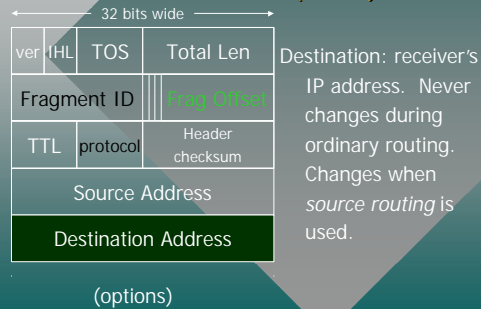 32 bits wide
ver IHL TOS Total Len
Fragment ID Frag Offset
TTL protocol Header
checksum
Source Address
Destination Address
(options)
Destination: receiver's
IP address. Never
changes during
ordinary routing.
Changes when
source routing is
used.